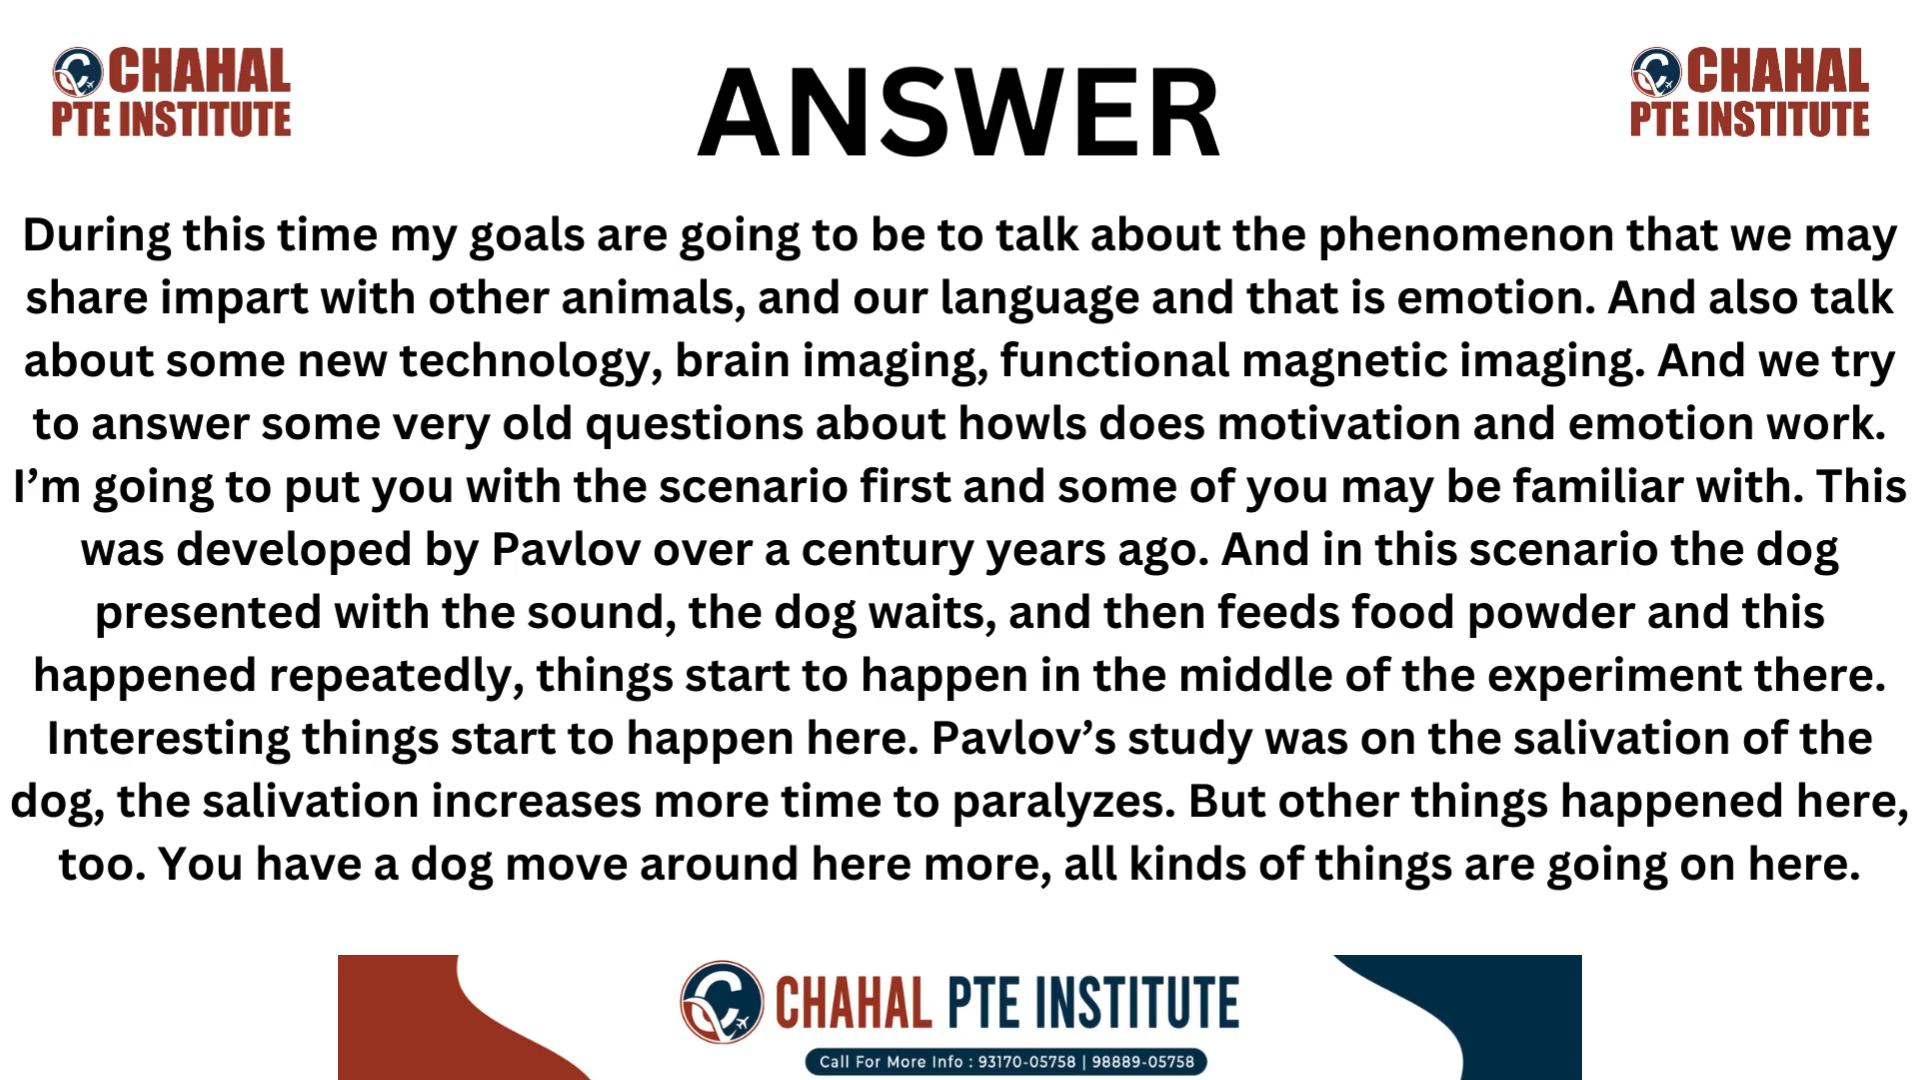 CHAHAL
PTE INSTITUTE
ANSWER
CHAHAL
PTE INSTITUTE
During this time my goals are going to be to talk about the phenomenon that we may
share impart with other animals, and our language and that is emotion. And also talk
about some new technology, brain imaging, functional magnetic imaging. And we try
to answer some very old questions about howls does motivation and emotion work.
I’m going to put you with the scenario first and some of you may be familiar with. This
was developed by Pavlov over a century years ago. And in this scenario the dog
presented with the sound, the dog waits, and then feeds food powder and this
happened repeatedly, things start to happen in the middle of the experiment there.
Interesting things start to happen here. Pavlov’s study was on the salivation of the
dog, the salivation increases more time to paralyzes. But other things happened here,
too. You have a dog move around here more, all kinds of things are going on here.
CHAHAL PTE INSTITUTE
Call For More Info : 93170-05758 | 98889-05758